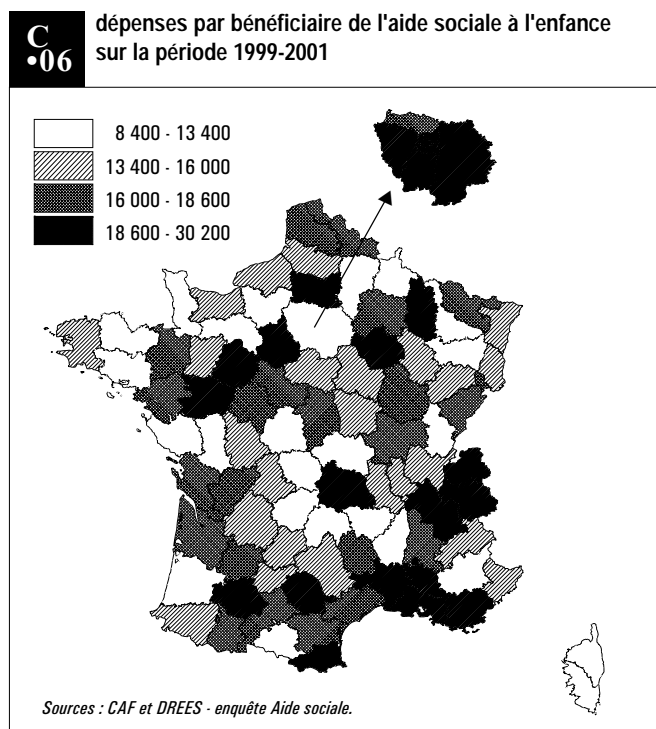 C
•06
dépenses par bénéficiaire de l'aide sociale à l'enfance
sur la période 1999-2001
8 400 - 13 400
13 400 - 16 000
16 000 - 18 600
18 600 - 30 200
Sources : CAF et DREES - enquête Aide sociale.